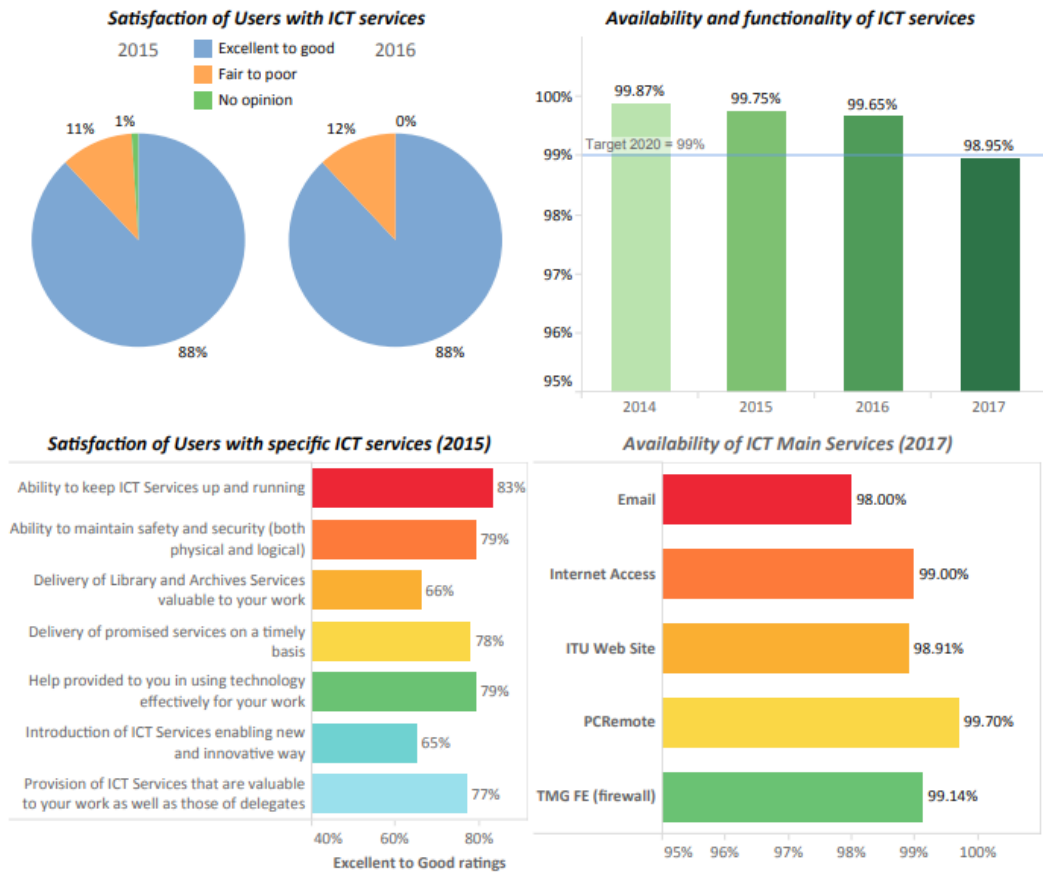 Satisfaction of Users with ICT services
2015
2016
Excellent to good
Fair to poor
No opinion
11%
1%
88%
12%
0%
88%
Availability and functionality of ICT services
100%
99%
98%
97%
96%
95%
Target 2020 = 99%
99.87%
99.75%
99.65%
98.95%
2014
2015
2016
2017
Satisfaction of Users with specific ICT services (2015)
Ability to keep ICT Services up and running
83%
Ability to maintain safety and security (both
physical and logical)
79%
Delivery of Library and Archives Services
valuable to your work
66%
Delivery of promised services on a timely
basis
78%
Help provided to you in using technology
effectively for your work
79%
Introduction of ICT Services enabling new
and innovative way
65%
Provision of ICT Services that are valuable
to your work as well as those of delegates
77%
40%
60%
80%
Excellent to Good ratings
Availability of ICT Main Services (2017)
Email
98.00%
Internet Access
99.00%
ITU Web Site
98.91%
PCRemote
99.70%
TMG FE (firewall)
99.14%
95%
96%
97%
98%
99%
100%